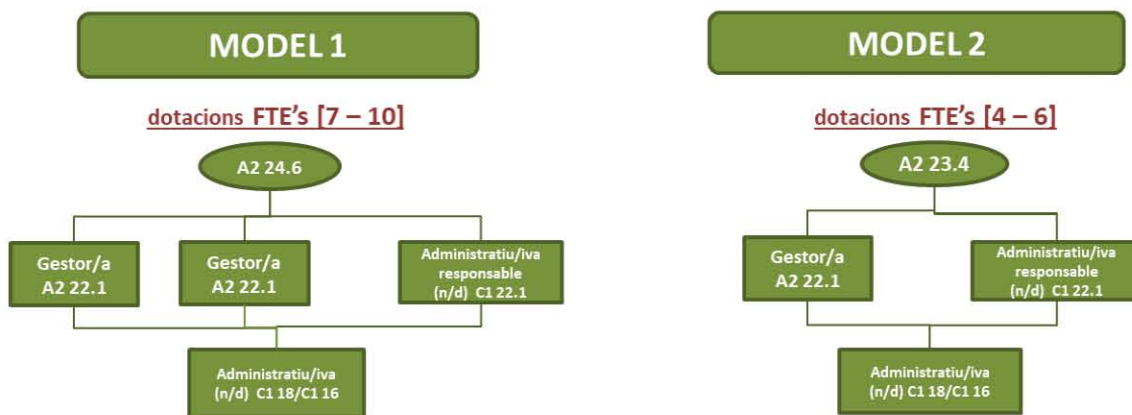 MODEL 1
dotacions FTE's [7 – 10]
A2 24.6
Gestor/a
A2 22.1
Gestor/a
A2 22.1
Administratiu/iva
responsable
(n/d) C1 22.1
Administratiu/iva
(n/d) C1 18/C1 16
MODEL 2
dotacions FTE's [4 – 6]
A2 23.4
Gestor/a
A2 22.1
Administratiu/iva
responsable
(n/d) C1 22.1
Administratiu/iva
(n/d) C1 18/C1 16